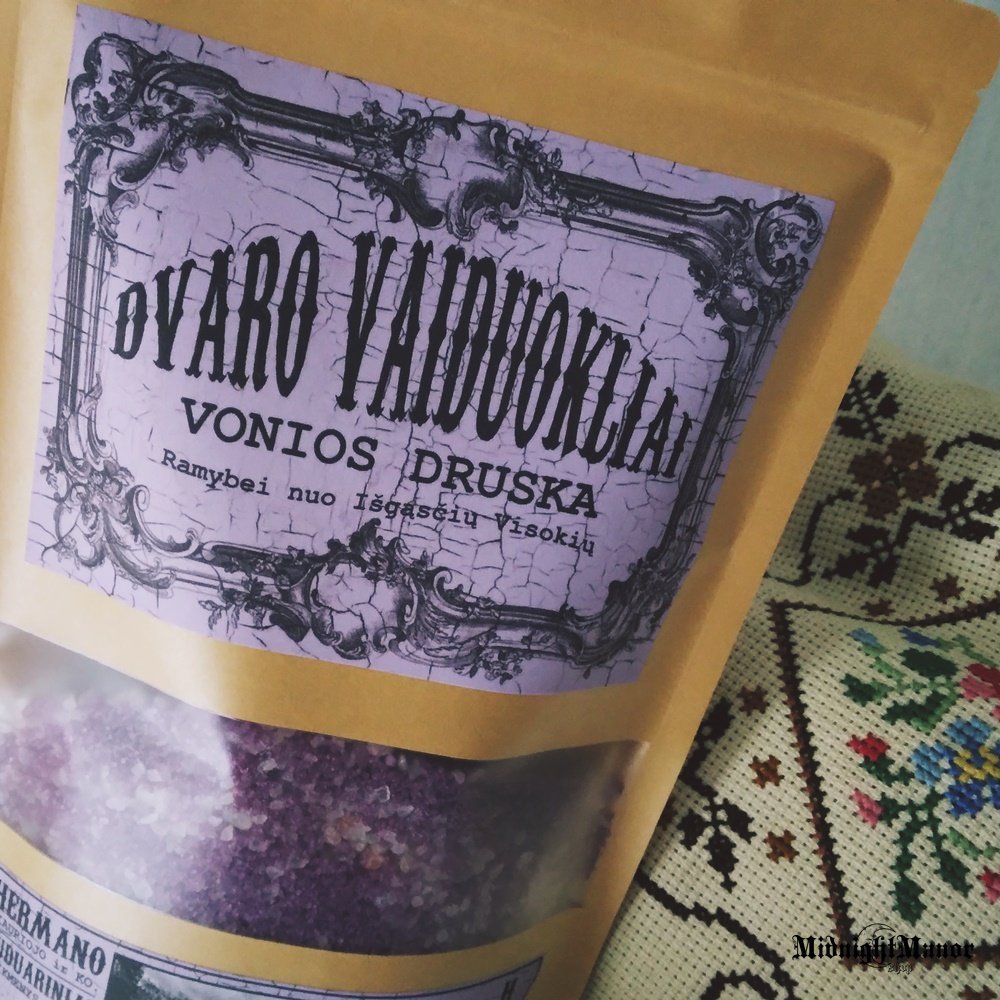 DVARO VAIDUOKLIAI
VONIOS DRUSKA
Ramybei nuo Išgąsčių Visokių
HERMANO
MidnightManor